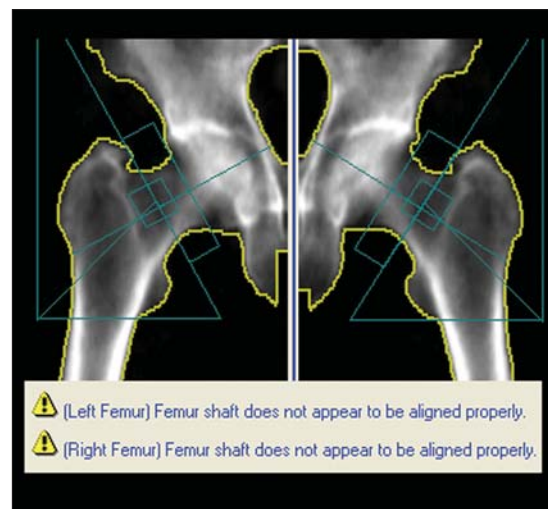 (Left Femur) Femur shaft does not appear to be aligned properly.
(Right Femur) Femur shaft does not appear to be aligned properly.